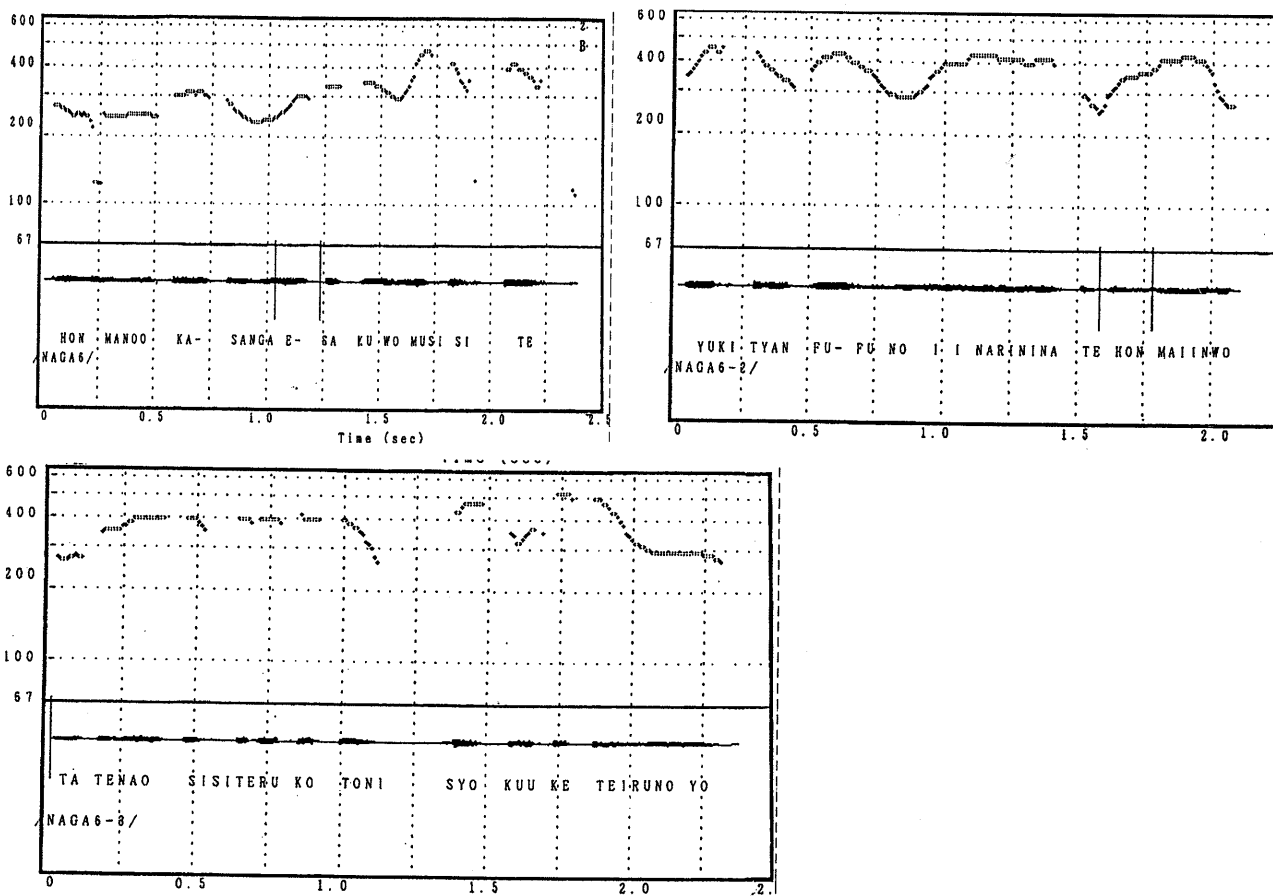 600
400
200
100
67
Z
B
HON MANOO KA- SANGA E- SA KU WO MUSI SI TE
/NAGA6/
0 0.5 1.0 1.5 2.0 2.5
Time (sec)
600
400
200
100
67
YUKI TYAN FU- FU NO I I NARININA TE HON MAIINWO
/NAGA6-2/
0 0.5 1.0 1.5 2.0
600
400
200
100
67
TA TENAO SISITERU KO TONI SYO KUU KE TEIRUNO YO
/NAGA6-3/
0 0.5 1.0 1.5 2.0 2.